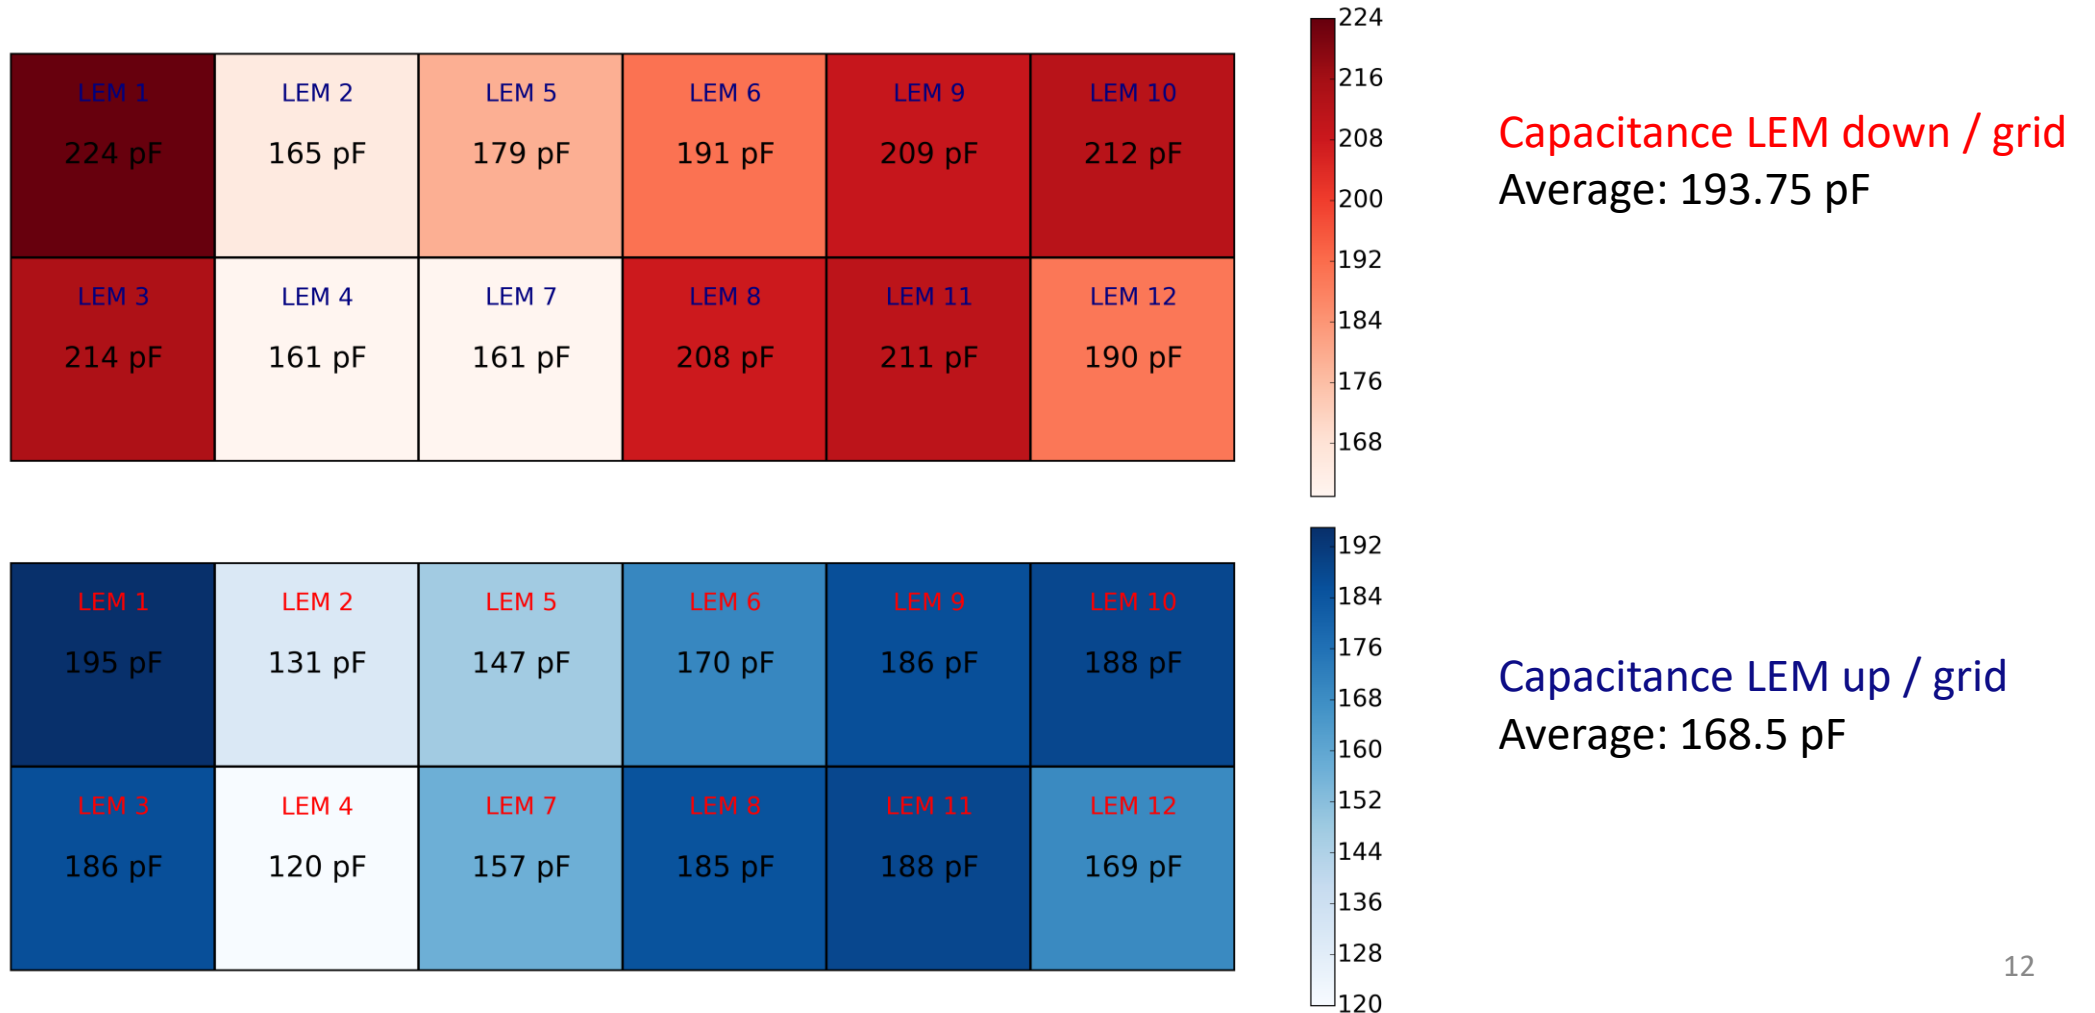 LEM 1 LEM 2 LEM 5 LEM 6 LEM 9 LEM 10
224 pF 165 pF 179 pF 191 pF 209 pF 212 pF
LEM 3 LEM 4 LEM 7 LEM 8 LEM 11 LEM 12
214 pF 161 pF 161 pF 208 pF 211 pF 190 pF
224
216
208
200
192
184
176
168
Capacitance LEM down / grid
Average: 193.75 pF
LEM 1 LEM 2 LEM 5 LEM 6 LEM 9 LEM 10
195 pF 131 pF 147 pF 170 pF 186 pF 188 pF
LEM 3 LEM 4 LEM 7 LEM 8 LEM 11 LEM 12
186 pF 120 pF 157 pF 185 pF 188 pF 169 pF
192
184
176
168
160
152
144
136
128
120
Capacitance LEM up / grid
Average: 168.5 pF
12